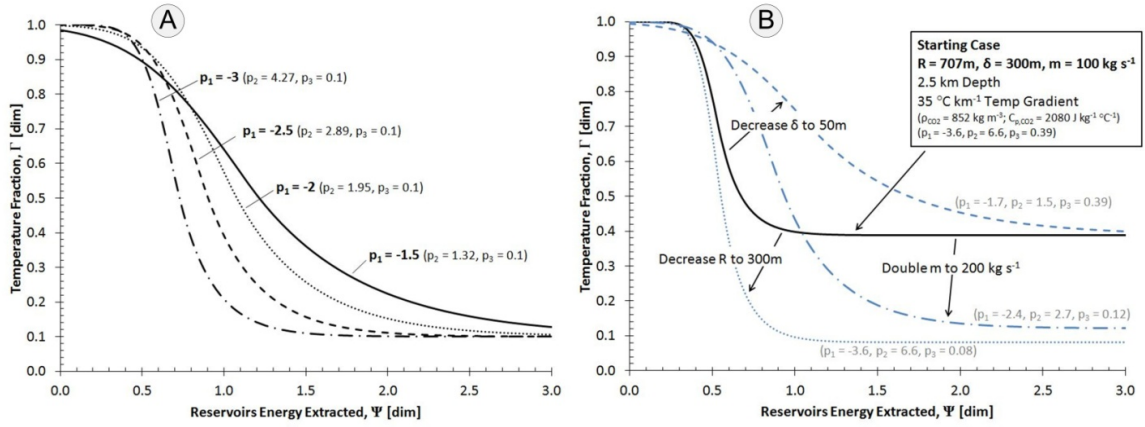 A
Temperature Fraction, Γ [dim]
1.0
0.9
0.8
0.7
0.6
0.5
0.4
0.3
0.2
0.1
0.0
p₁ = -3 (p₂ = 4.27, p₃ = 0.1)
p₁ = -2.5 (p₂ = 2.89, p₃ = 0.1)
p₁ = -2 (p₂ = 1.95, p₃ = 0.1)
p₁ = -1.5 (p₂ = 1.32, p₃ = 0.1)
0.0 0.5 1.0 1.5 2.0 2.5 3.0
Reservoirs Energy Extracted, Ψ [dim]
B
Temperature Fraction, Γ [dim]
1.0
0.9
0.8
0.7
0.6
0.5
0.4
0.3
0.2
0.1
0.0
Starting Case
R = 707m, δ = 300m, m = 100 kg s⁻¹
2.5 km Depth
35 °C km⁻¹ Temp Gradient
(ρCO2 = 852 kg m⁻³; Cp,CO2 = 2080 J kg⁻¹ °C⁻¹)
(p₁ = -3.6, p₂ = 6.6, p₃ = 0.39)
Decrease δ to 50m
(p₁ = -1.7, p₂ = 1.5, p₃ = 0.39)
Decrease R to 300m
Double m to 200 kg s⁻¹
(p₁ = -2.4, p₂ = 2.7, p₃ = 0.12)
(p₁ = -3.6, p₂ = 6.6, p₃ = 0.08)
0.0 0.5 1.0 1.5 2.0 2.5 3.0
Reservoirs Energy Extracted, Ψ [dim]